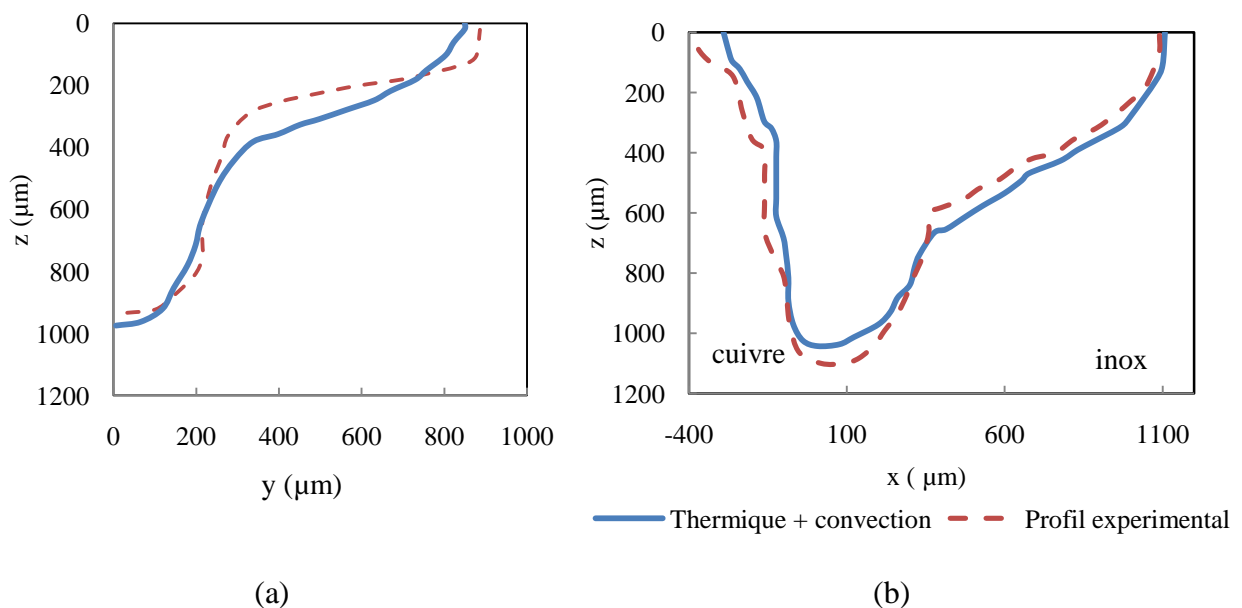 0
200
400
600
800
1000
1200
z (µm)
0 200 400 600 800 1000
y (µm)
(a)
0
200
400
600
800
1000
1200
z (µm)
cuivre inox
-400 100 600 1100
x ( µm)
Thermique + convection Profil experimental
(b)